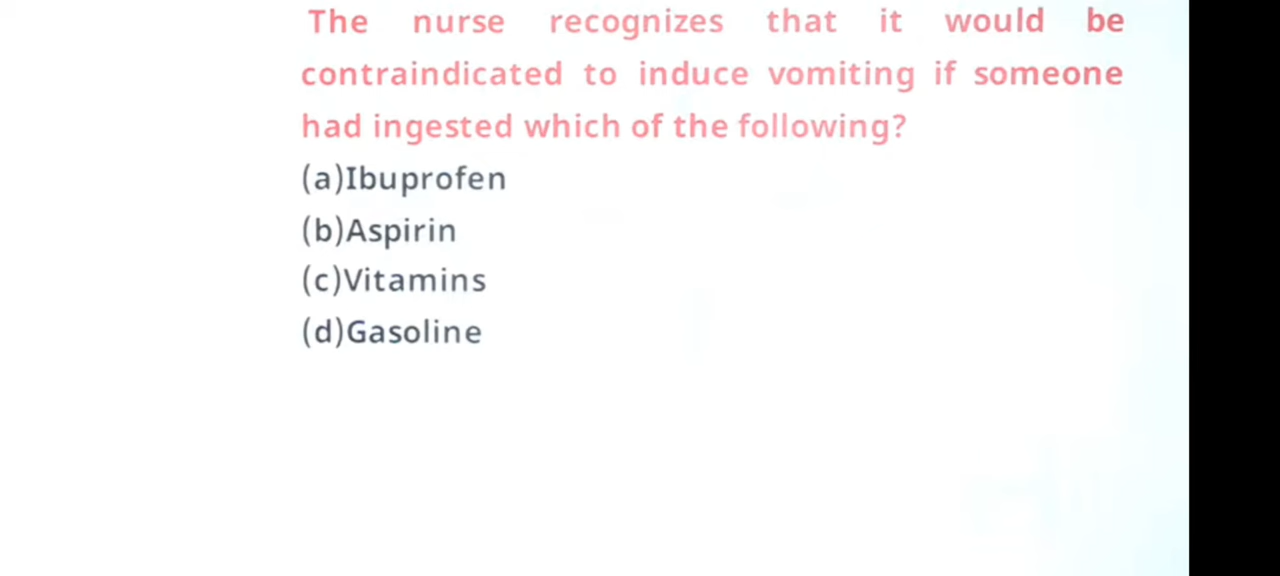 The nurse recognizes that it would be
contraindicated to induce vomiting if someone
had ingested which of the following?
(a)Ibuprofen
(b)Aspirin
(c)Vitamins
(d)Gasoline